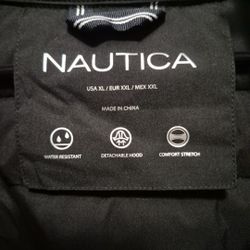 NAUTICA
USA XL / EUR XXL / MEX XXL
MADE IN CHINA
WATER RESISTANT DETACHABLE HOOD COMFORT STRETCH